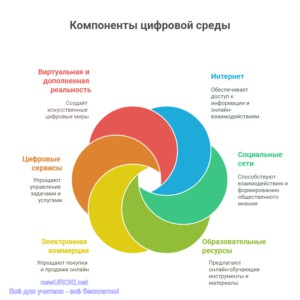 Компоненты цифровой среды
Виртуальная и
дополненная
реальность
Создаёт
искусственные
цифровые миры
Интернет
Обеспечивает
доступ к
информации и
онлайн-
взаимодействиям
Цифровые
сервисы
Упрощают
управление
задачами и
услугами
Социальные
сети
Способствуют
взаимодействию и
формированию
общественного
мнения
Электронная
коммерция
Упрощают покупки
и продажи онлайн
Образовательные
ресурсы
Предлагают
онлайн-обучающие
инструменты и
материалы
newUROKI.net
Всё для учителя - всё бесплатно!